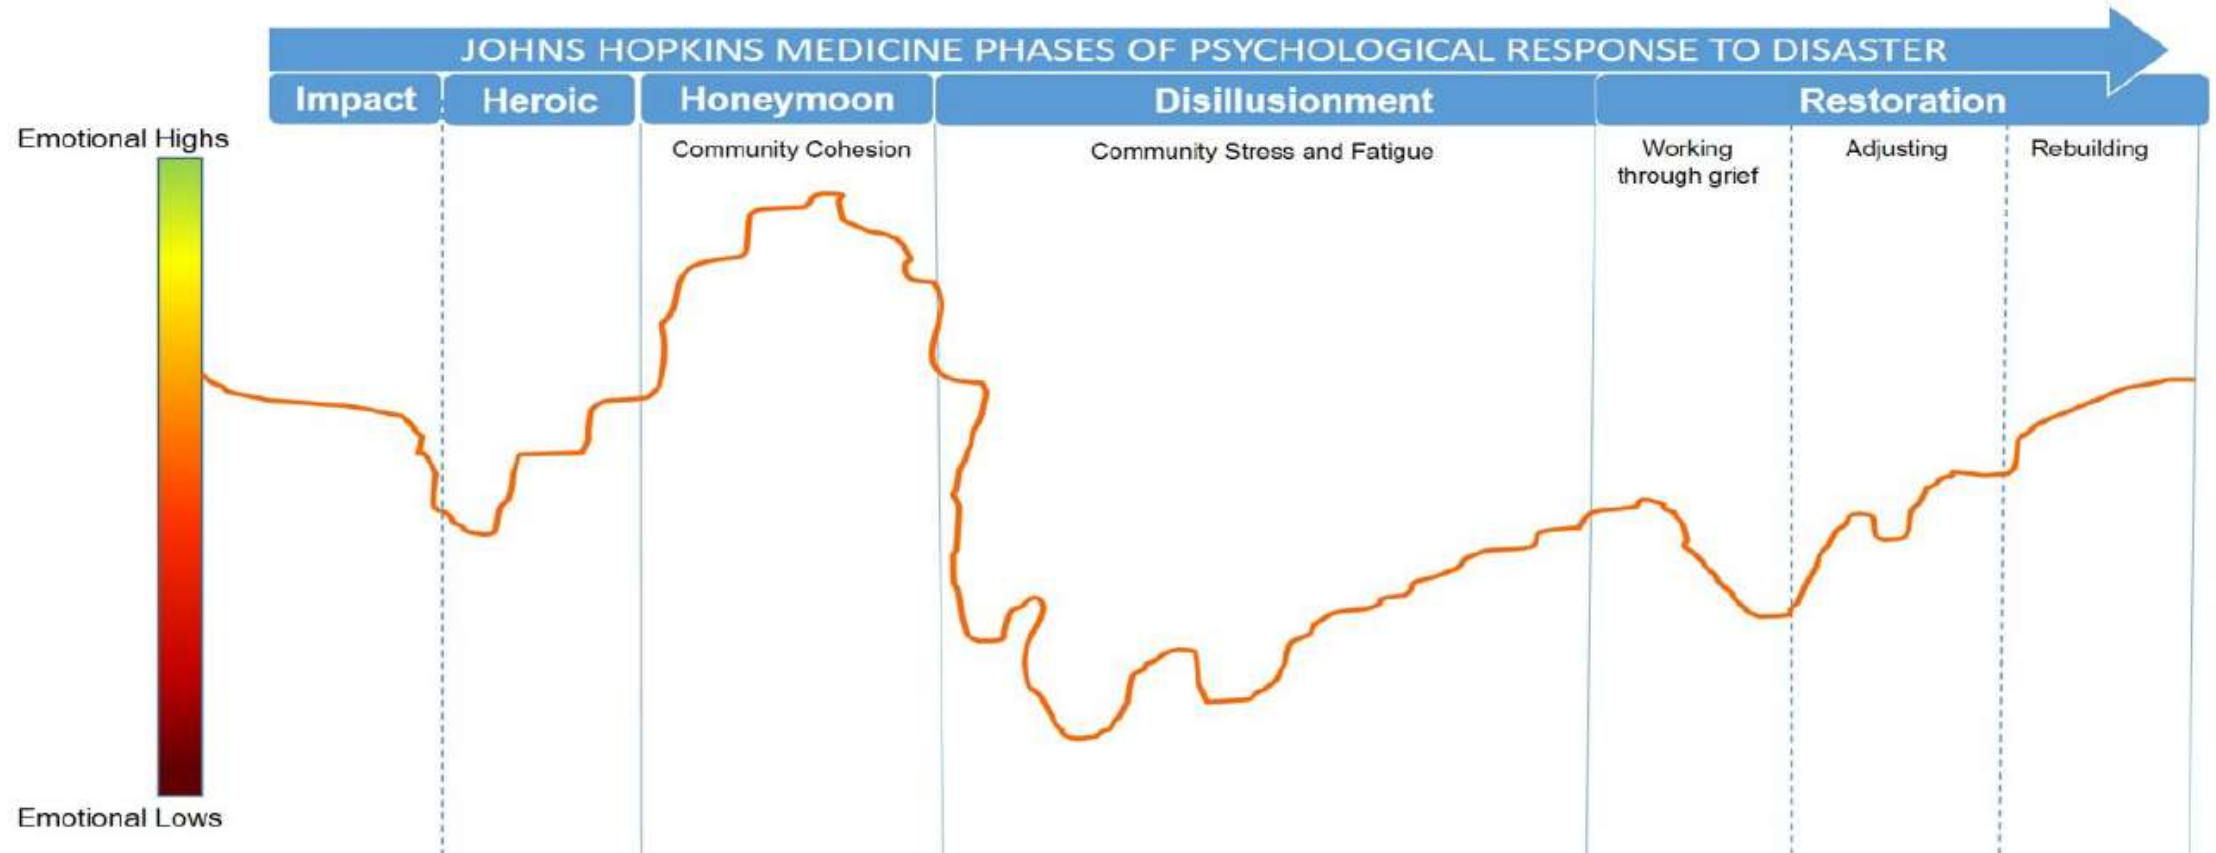 JOHNS HOPKINS MEDICINE PHASES OF PSYCHOLOGICAL RESPONSE TO DISASTER
Impact
Heroic
Honeymoon
Disillusionment
Restoration
Emotional Highs
Community Cohesion
Community Stress and Fatigue
Working
through grief
Adjusting
Rebuilding
Emotional Lows